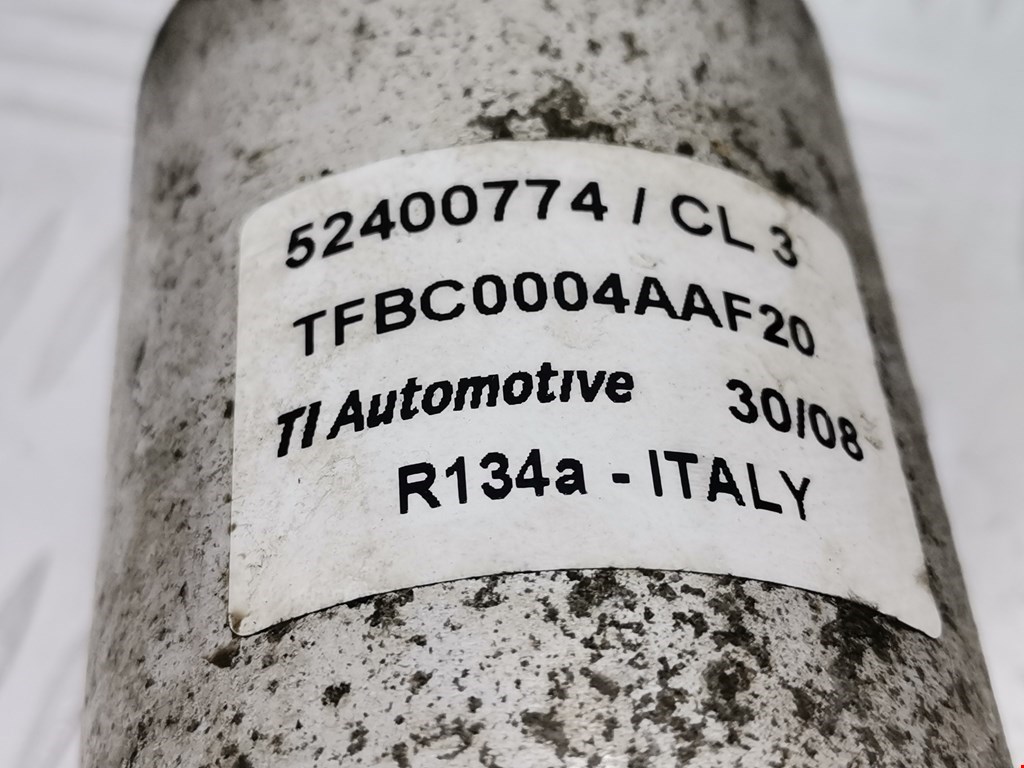 52400774 / CL 3
TFBC0004AAF20
TI Automotive 30/08
R134a - ITALY